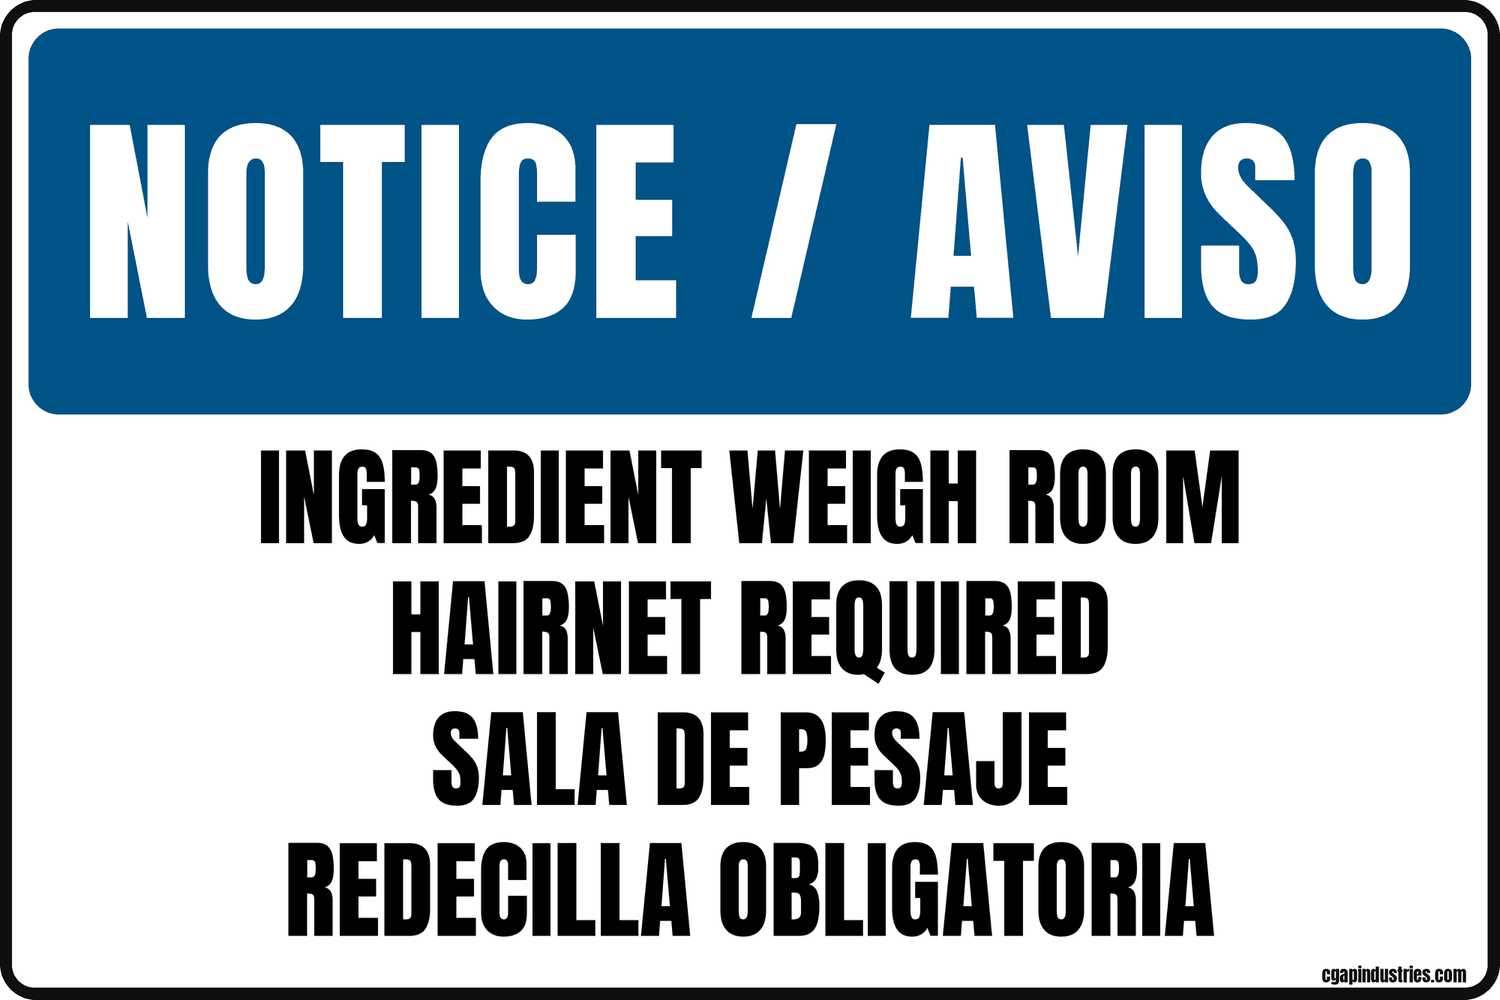 NOTICE / AVISO
INGREDIENT WEIGH ROOM
HAIRNET REQUIRED
SALA DE PESAJE
REDECILLA OBLIGATORIA
cgapindustries.com